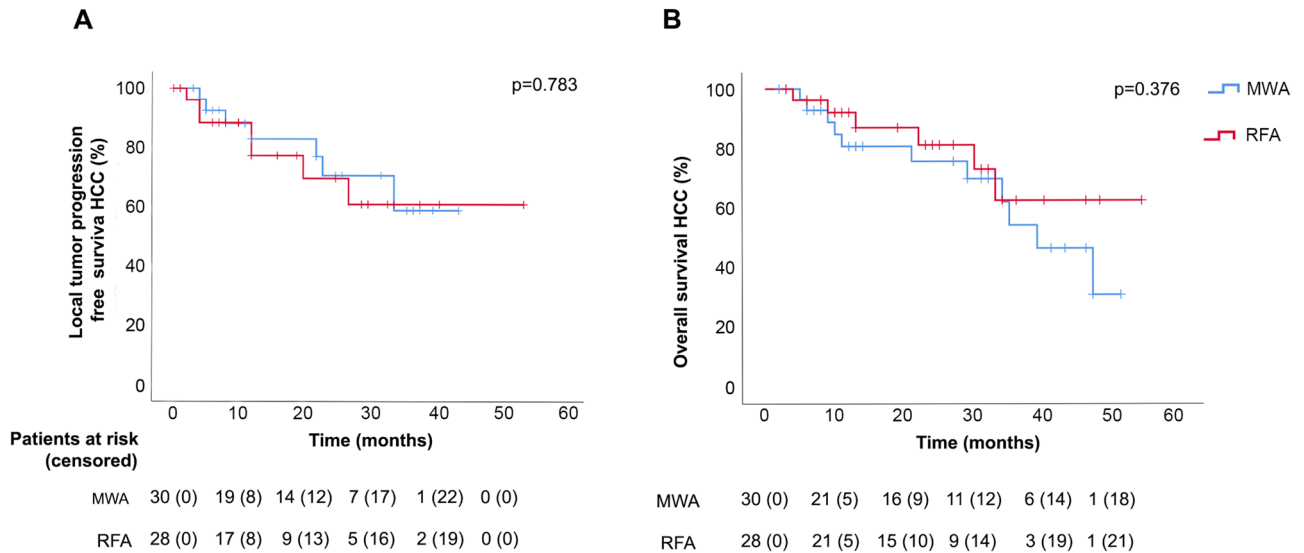 A
B
p=0.783
p=0.376
MWA
RFA
Local tumor progression
free surviva HCC (%)
100
80
60
40
20
0
0 10 20 30 40 50 60
Time (months)
Overall survival HCC (%)
100
80
60
40
20
0
0 10 20 30 40 50 60
Time (months)
Patients at risk
(censored)
MWA 30 (0) 19 (8) 14 (12) 7 (17) 1 (22) 0 (0)
RFA 28 (0) 17 (8) 9 (13) 5 (16) 2 (19) 0 (0)
MWA 30 (0) 21 (5) 16 (9) 11 (12) 6 (14) 1 (18)
RFA 28 (0) 21 (5) 15 (10) 9 (14) 3 (19) 1 (21)